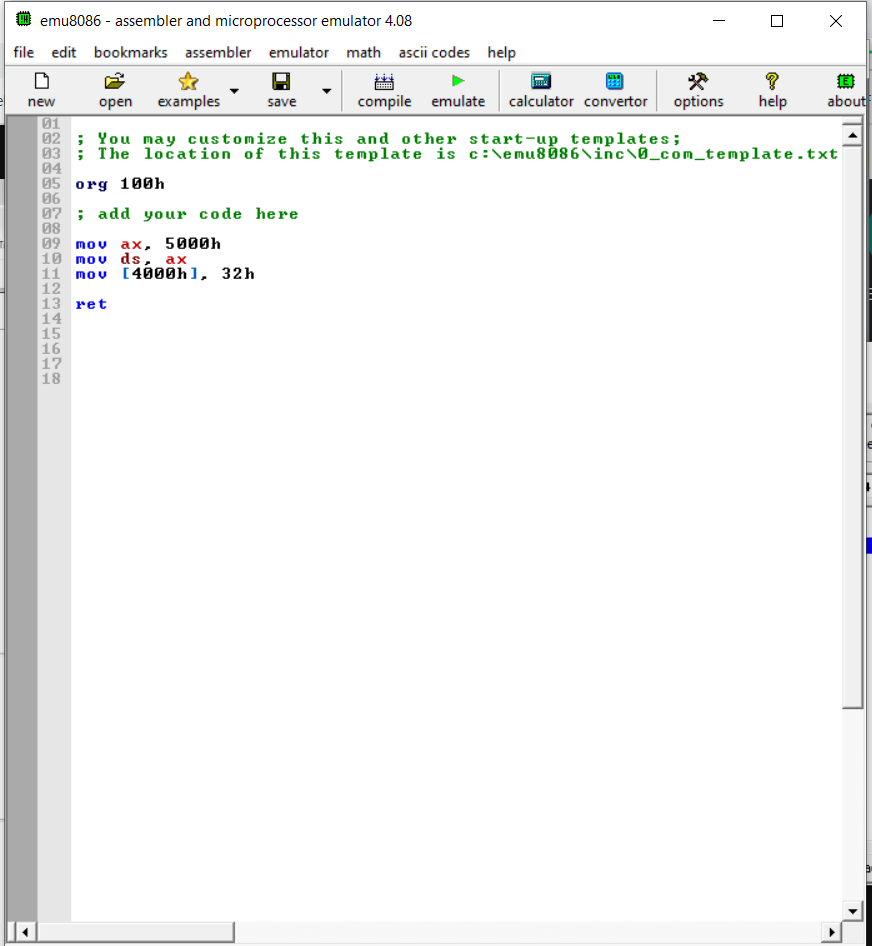 emu8086 - assembler and microprocessor emulator 4.08
file edit bookmarks assembler emulator math ascii codes help
new open examples save compile emulate calculator convertor options help about
01
02 ; You may customize this and other start-up templates;
03 ; The location of this template is c:\emu8086\inc\0_com_template.txt
04
05 org 100h
06
07 ; add your code here
08
09 mov ax, 5000h
10 mov ds, ax
11 mov [4000h], 32h
12
13 ret
14
15
16
17
18